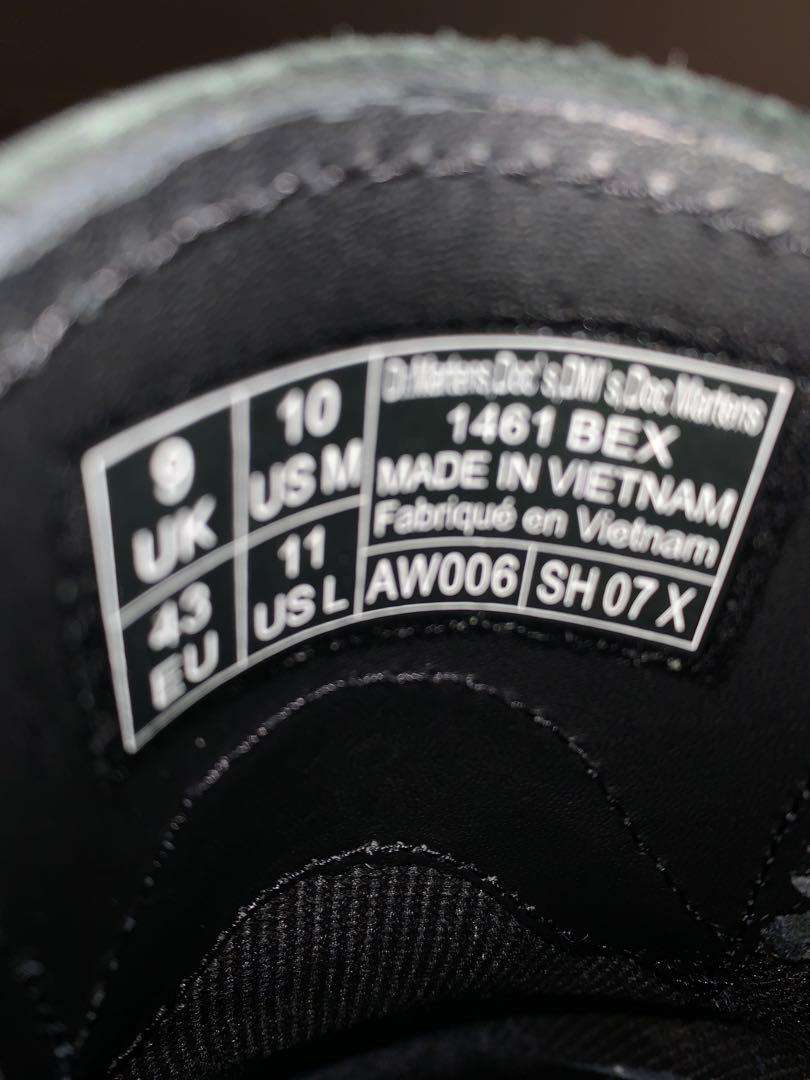 9
UK
10
US M
43
EU
11
US L
Dr.Martens,Doc's,DM's,Doc Martens
1461 BEX
MADE IN VIETNAM
Fabriqué en Vietnam
AW006
SH 07 X